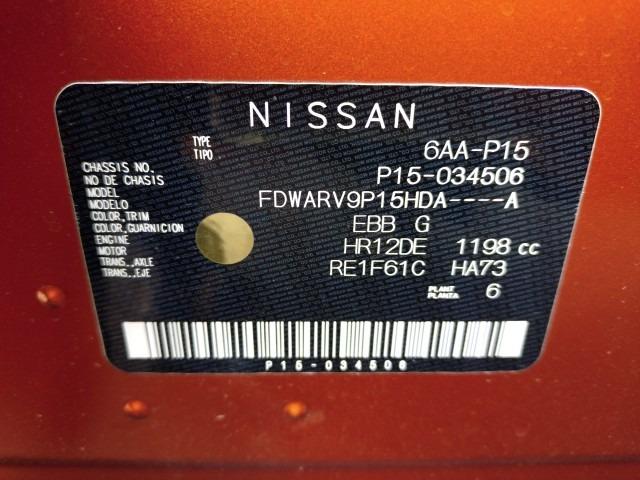 NISSAN
TYPE 6AA-P15
TIPO
CHASSIS NO. P15-034506
NO DE CHASIS
MODEL FDWARV9P15HDA----A
MODELO
COLOR,TRIM EBB G
COLOR,GUARNICION
ENGINE HR12DE 1198 cc
MOTOR
TRANS.,AXLE RE1F61C HA73
TRANS.,EJE
PLANT 6
PLANTA
P15-034506